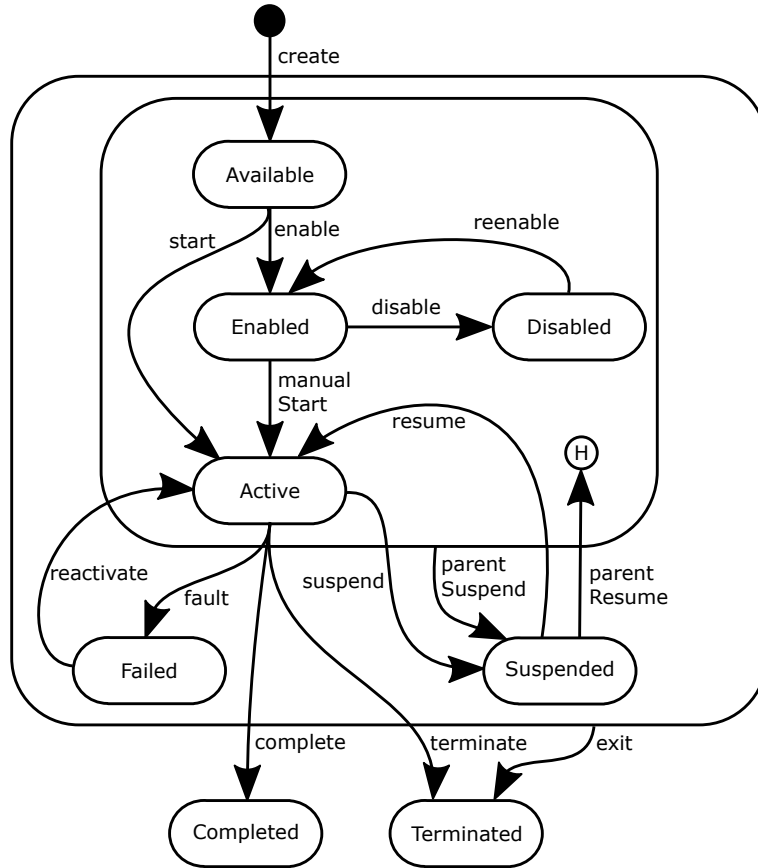 create
Available
start
enable
reenable
Enabled
disable
Disabled
manual
Start
resume
H
Active
reactivate
fault
suspend
parent
Suspend
parent
Resume
Failed
Suspended
complete
terminate
exit
Completed
Terminated